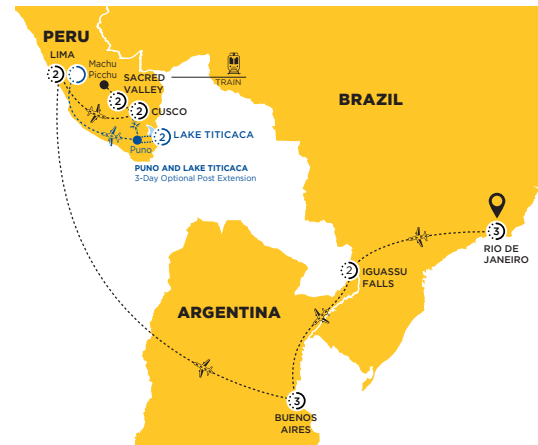 PERU
LIMA
2
Machu
Picchu
SACRED
VALLEY
2
TRAIN
2
CUSCO
Puno
2
LAKE TITICACA
PUNO AND LAKE TITICACA
3-Day Optional Post Extension
BRAZIL
3
RIO DE
JANEIRO
2
IGUASSU
FALLS
ARGENTINA
3
BUENOS
AIRES